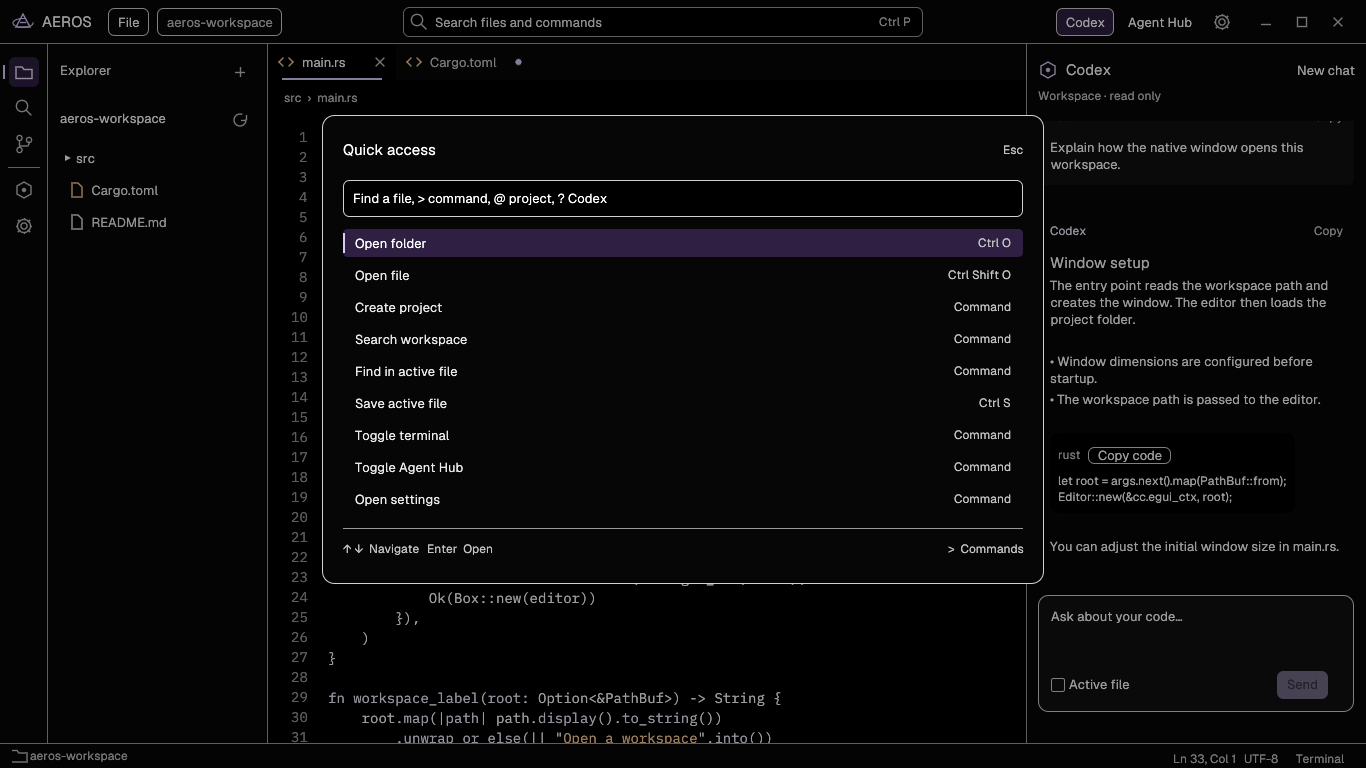 AEROS File aeros-workspace Search files and commands Ctrl P Codex Agent Hub
Explorer
aeros-workspace
src
Cargo.toml
README.md
main.rs Cargo.toml
src › main.rs
1
2
3
4
5
6
7
8
9
10
11
12
13
14
15
16
17
18
19
20
21
22
23
24 Ok(Box::new(editor))
25 }),
26 )
27 }
28
29 fn workspace_label(root: Option<&PathBuf>) -> String {
30 root.map(|path| path.display().to_string())
31 .unwrap_or_else(|| "Open a workspace".into())
Quick access Esc
Find a file, > command, @ project, ? Codex
Open folder Ctrl O
Open file Ctrl Shift O
Create project Command
Search workspace Command
Find in active file Command
Save active file Ctrl S
Toggle terminal Command
Toggle Agent Hub Command
Open settings Command
↑↓ Navigate Enter Open > Commands
Codex New chat
Workspace · read only
Explain how the native window opens this
workspace.
Codex Copy
Window setup
The entry point reads the workspace path and
creates the window. The editor then loads the
project folder.
• Window dimensions are configured before
startup.
• The workspace path is passed to the editor.
rust Copy code
let root = args.next().map(PathBuf::from);
Editor::new(&cc.egui_ctx, root);
You can adjust the initial window size in main.rs.
Ask about your code…
Active file Send
aeros-workspace Ln 33, Col 1 UTF-8 Terminal